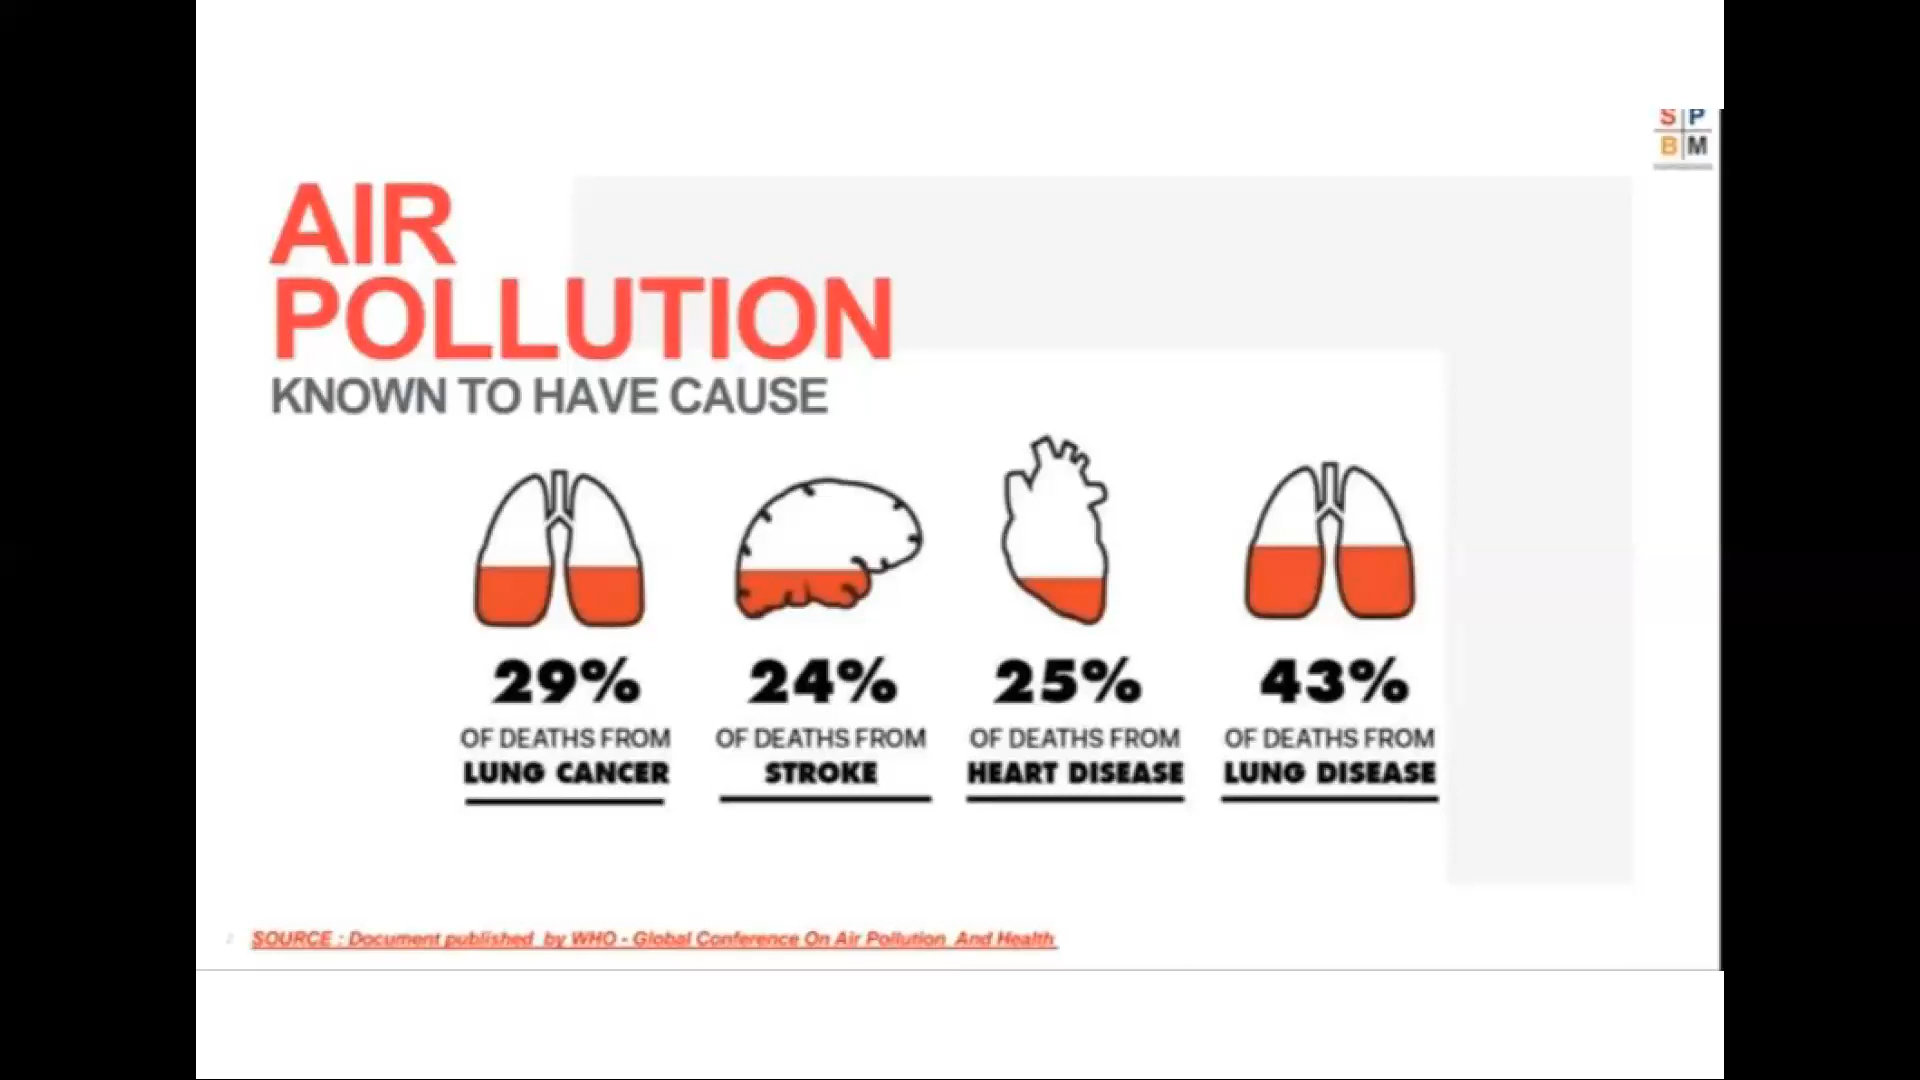 S P
B M
AIR
POLLUTION
KNOWN TO HAVE CAUSE
29% 24% 25% 43%
OF DEATHS FROM OF DEATHS FROM OF DEATHS FROM OF DEATHS FROM
LUNG CANCER STROKE HEART DISEASE LUNG DISEASE
SOURCE : Document published by WHO - Global Conference On Air Pollution And Health